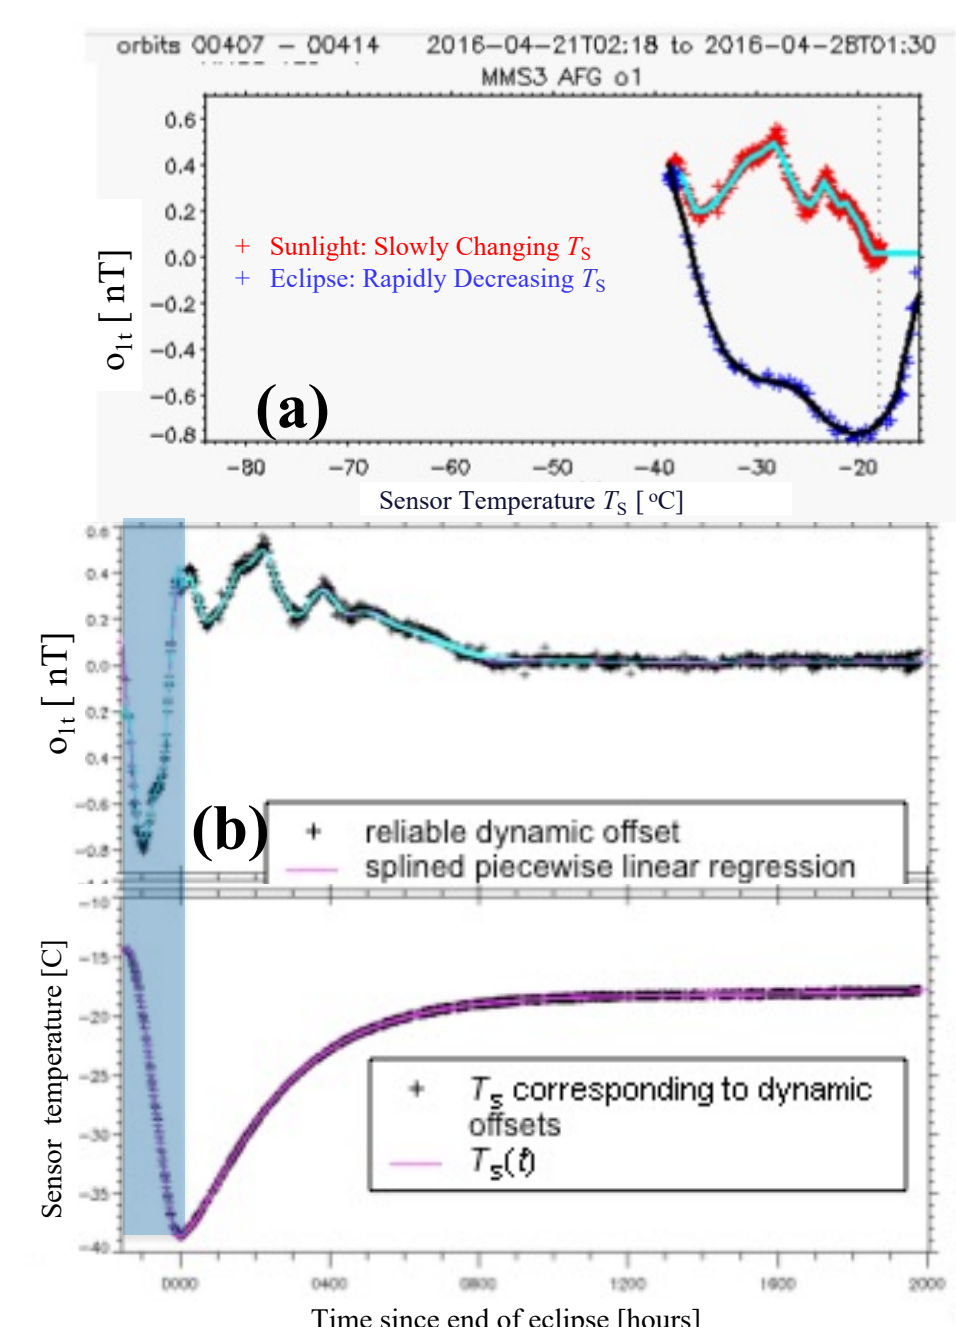 orbits 00407 - 00414 2016-04-21T02:18 to 2016-04-28T01:30
MMS3 AFG o1
0.6
0.4
0.2
0.0
-0.2
-0.4
-0.6
-0.8
o1t [ nT]
+ Sunlight: Slowly Changing TS
+ Eclipse: Rapidly Decreasing TS
(a)
-80 -70 -60 -50 -40 -30 -20
Sensor Temperature TS [ oC]
0.6
0.4
0.2
0.0
0.2
0.4
-0.6
-0.8
o1t [ nT]
(b)
+ reliable dynamic offset
splined piecewise linear regression
-10
-15
-20
-25
-30
-35
-40
Sensor temperature [C]
+ Ts corresponding to dynamic
offsets
Ts(t)
0000 0400 0800 1200 1600 2000
Time since end of eclipse [hours]